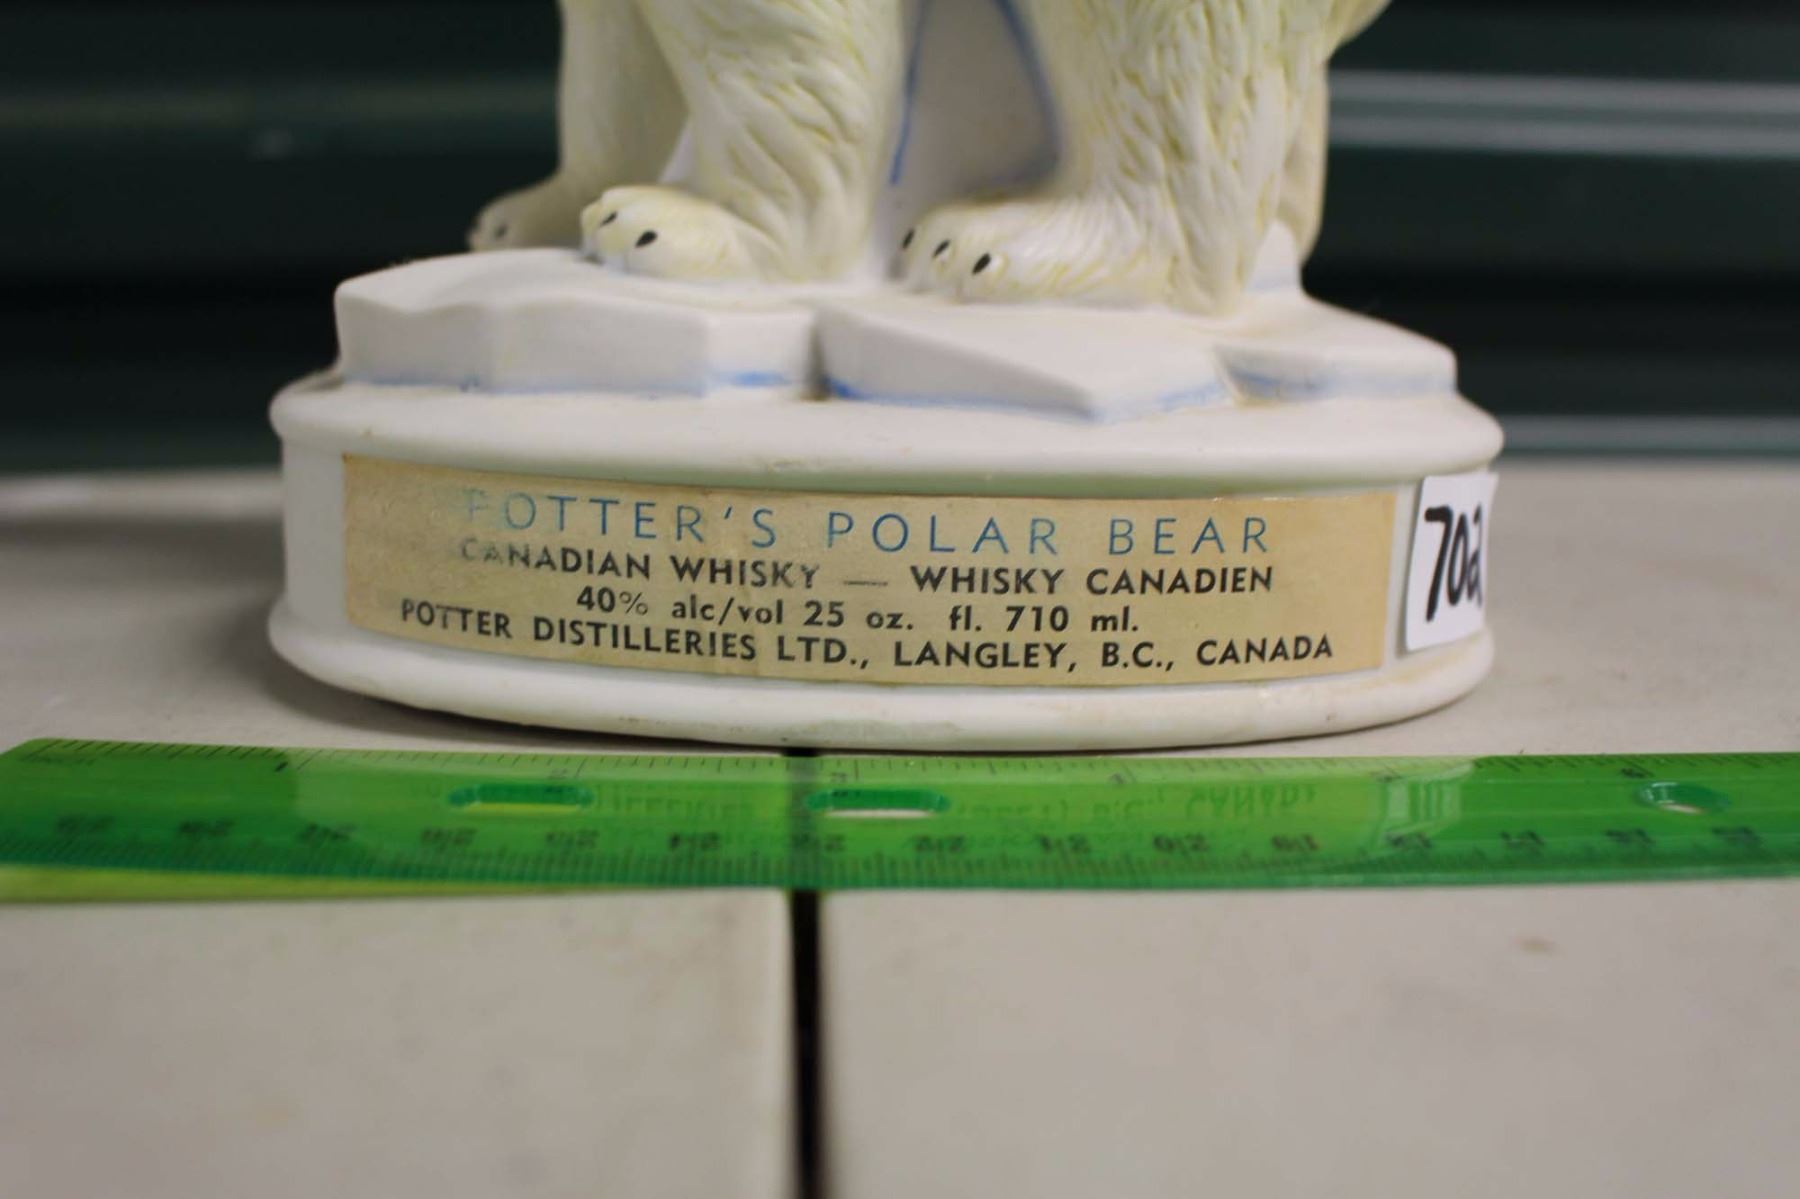 POTTER'S POLAR BEAR
CANADIAN WHISKY — WHISKY CANADIEN
40% alc/vol 25 oz. fl. 710 ml.
POTTER DISTILLERIES LTD., LANGLEY, B.C., CANADA
702